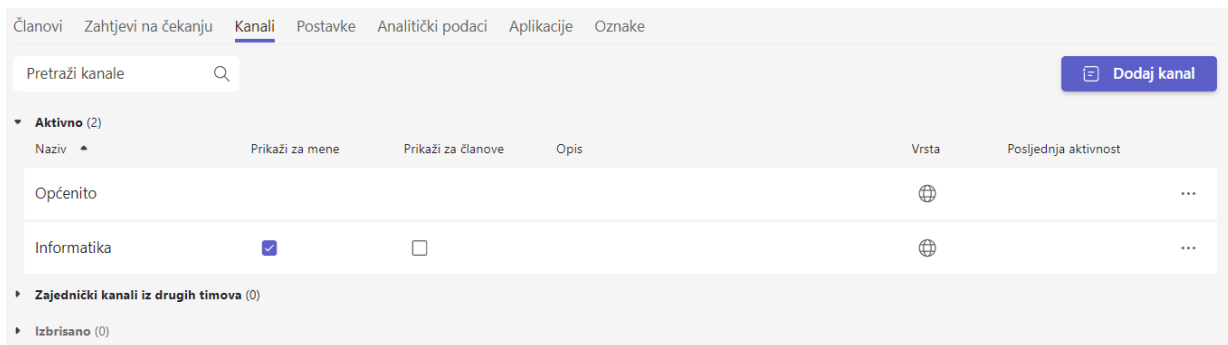 Članovi Zahtjevi na čekanju Kanali Postavke Analitički podaci Aplikacije Oznake
Pretraži kanale Dodaj kanal
Aktivno (2)
Naziv Prikaži za mene Prikaži za članove Opis Vrsta Posljednja aktivnost
Općenito
Informatika
Zajednički kanali iz drugih timova (0)
Izbrisano (0)